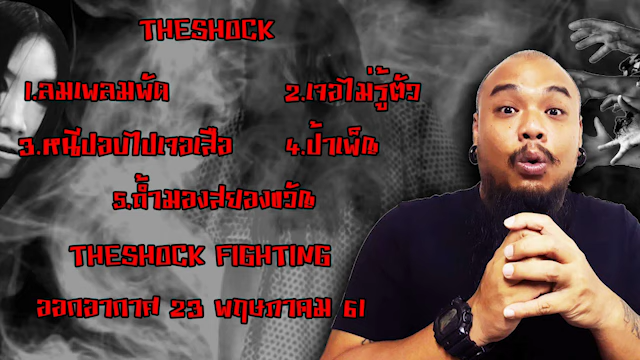 THESHOCK
1.ลมเพลมพัด
2.เจอไม่รู้ตัว
3.หนีปอบไปเจอเสือ
4.ป้าเพ็ญ
5.ถ้ำมองสยองขวัญ
THESHOCK FIGHTING
ออกอากาศ 23 พฤษภาคม 61